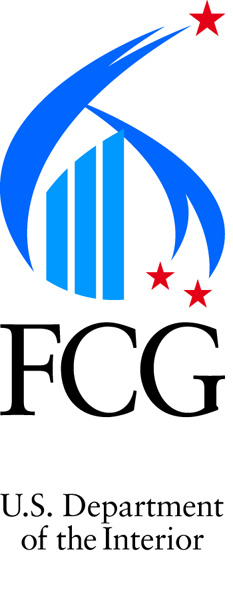 FCG
U.S. Department
of the Interior